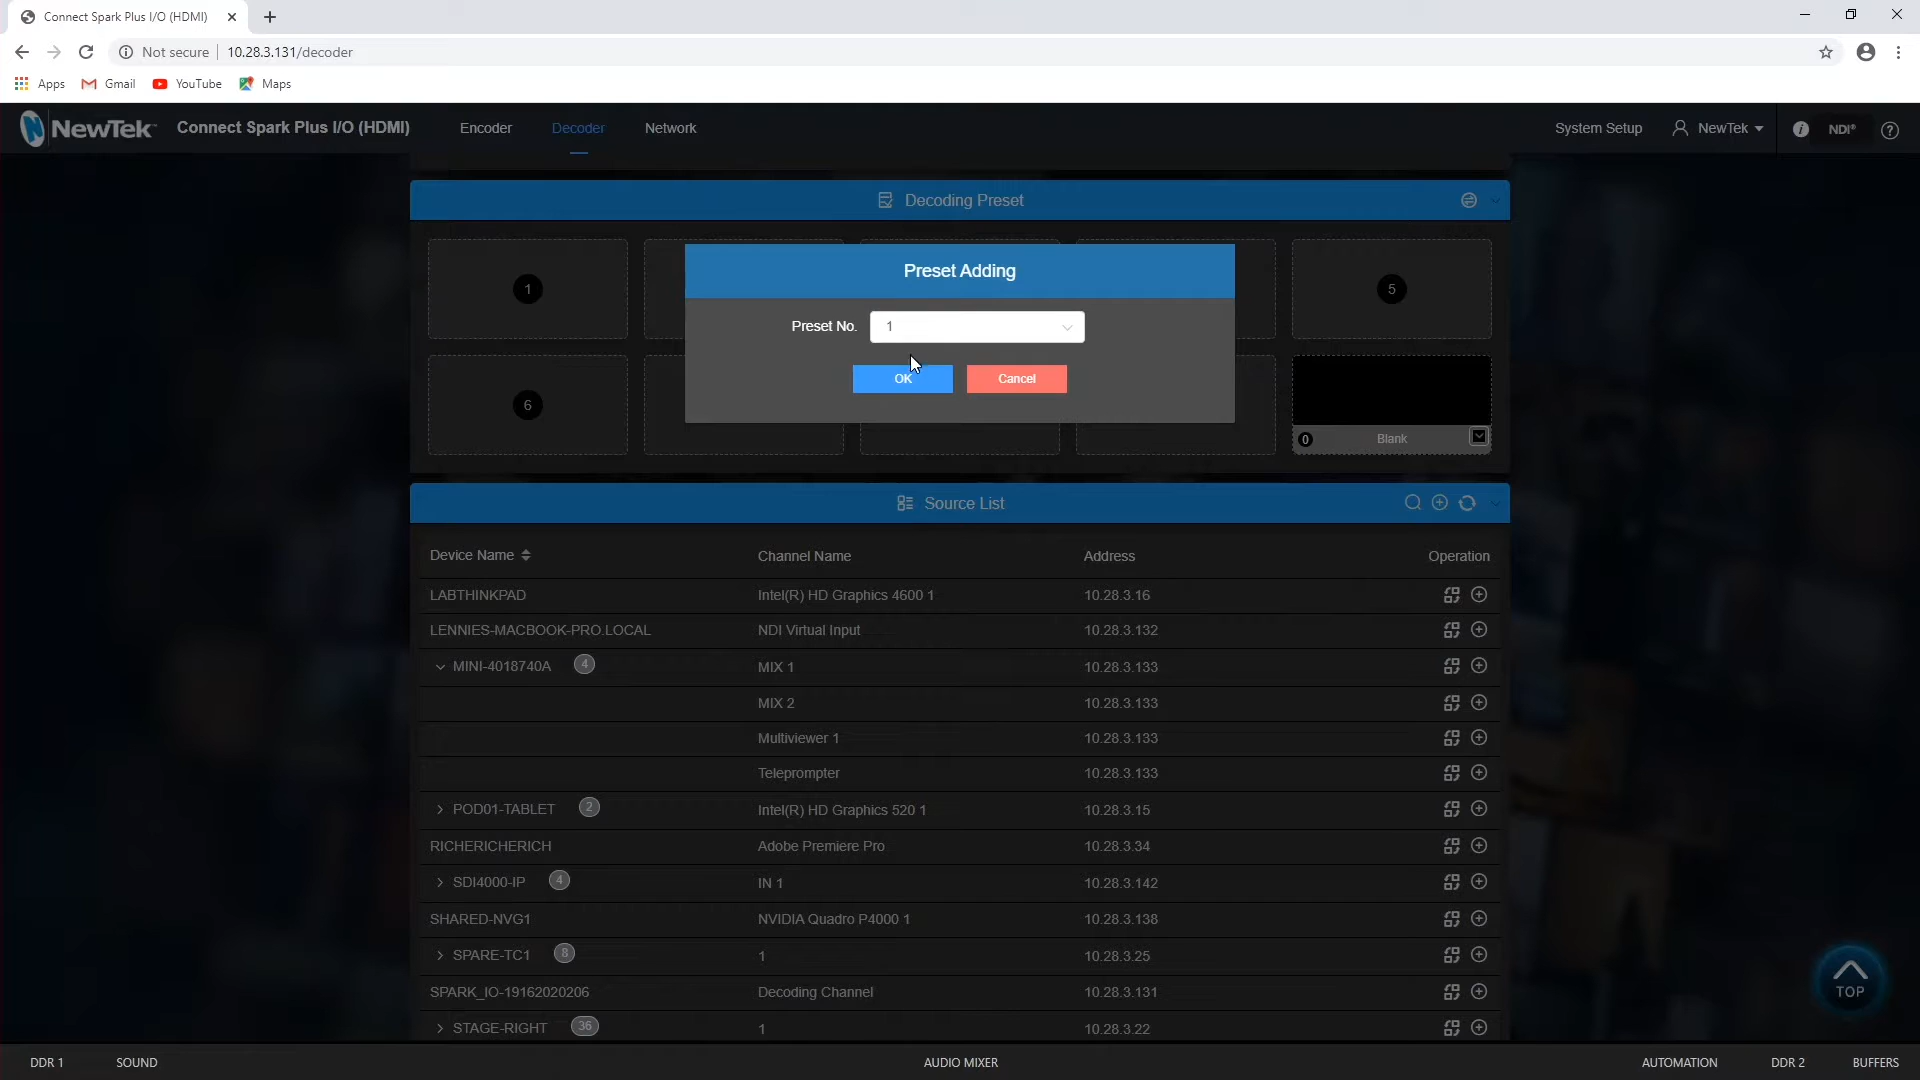 Connect Spark Plus I/O (HDMI)
Not secure 10.28.3.131/decoder
Apps Gmail YouTube Maps
NewTek Connect Spark Plus I/O (HDMI) Encoder Decoder Network System Setup NewTek NDI®
Decoding Preset
Preset Adding
1 5
Preset No. 1
OK Cancel
6
0 Blank
Source List
Device Name Channel Name Address Operation
LABTHINKPAD Intel(R) HD Graphics 4600 1 10.28.3.16
LENNIES-MACBOOK-PRO.LOCAL NDI Virtual Input 10.28.3.132
MINI-4018740A 4 MIX 1 10.28.3.133
MIX 2 10.28.3.133
Multiviewer 1 10.28.3.133
Teleprompter 10.28.3.133
POD01-TABLET 2 Intel(R) HD Graphics 520 1 10.28.3.15
RICHERICHERICH Adobe Premiere Pro 10.28.3.34
SDI4000-IP 4 IN 1 10.28.3.142
SHARED-NVG1 NVIDIA Quadro P4000 1 10.28.3.138
SPARE-TC1 8 1 10.28.3.25
SPARK_IO-19162020206 Decoding Channel 10.28.3.131
TOP
STAGE-RIGHT 36 1 10.28.3.22
DDR 1 SOUND AUDIO MIXER AUTOMATION DDR 2 BUFFERS